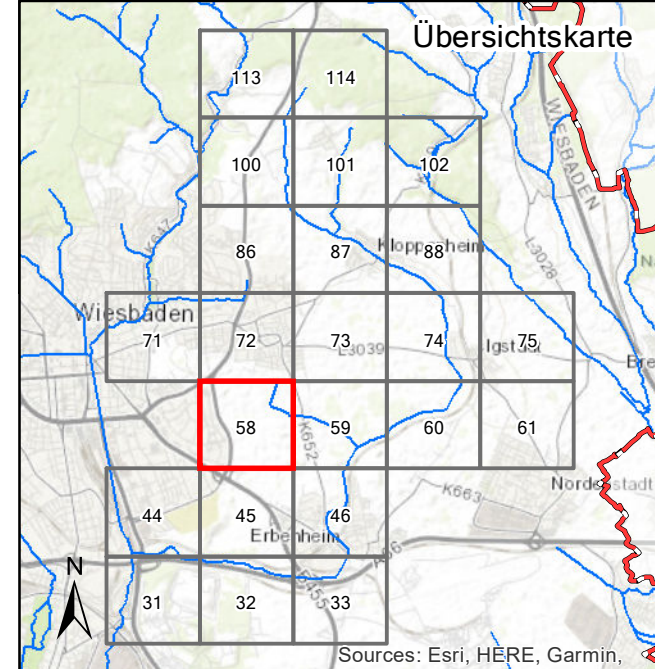 Übersichtskarte
113 114
100 101 102
WIESBADEN
K647
86 87 88
Kloppenheim
L3028
Wiesbaden
71 72 73 74 75
L3039
Igstadt
Bre
58 59 60 61
K652
Nordenstadt
K663
44 45 46
Erbenheim
A66
N
31 32 33
B455
Sources: Esri, HERE, Garmin,